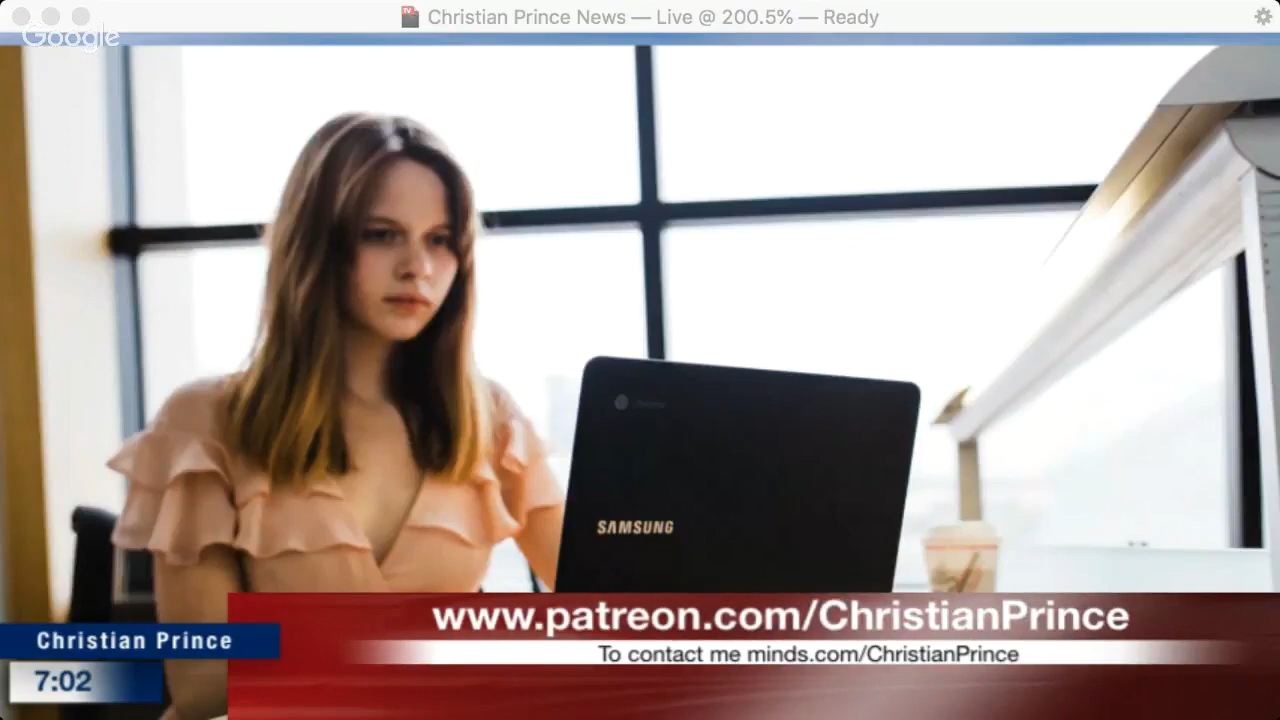 Christian Prince News — Live @ 200.5% — Ready
Google
SAMSUNG
www.patreon.com/ChristianPrince
Christian Prince
To contact me minds.com/ChristianPrince
7:02